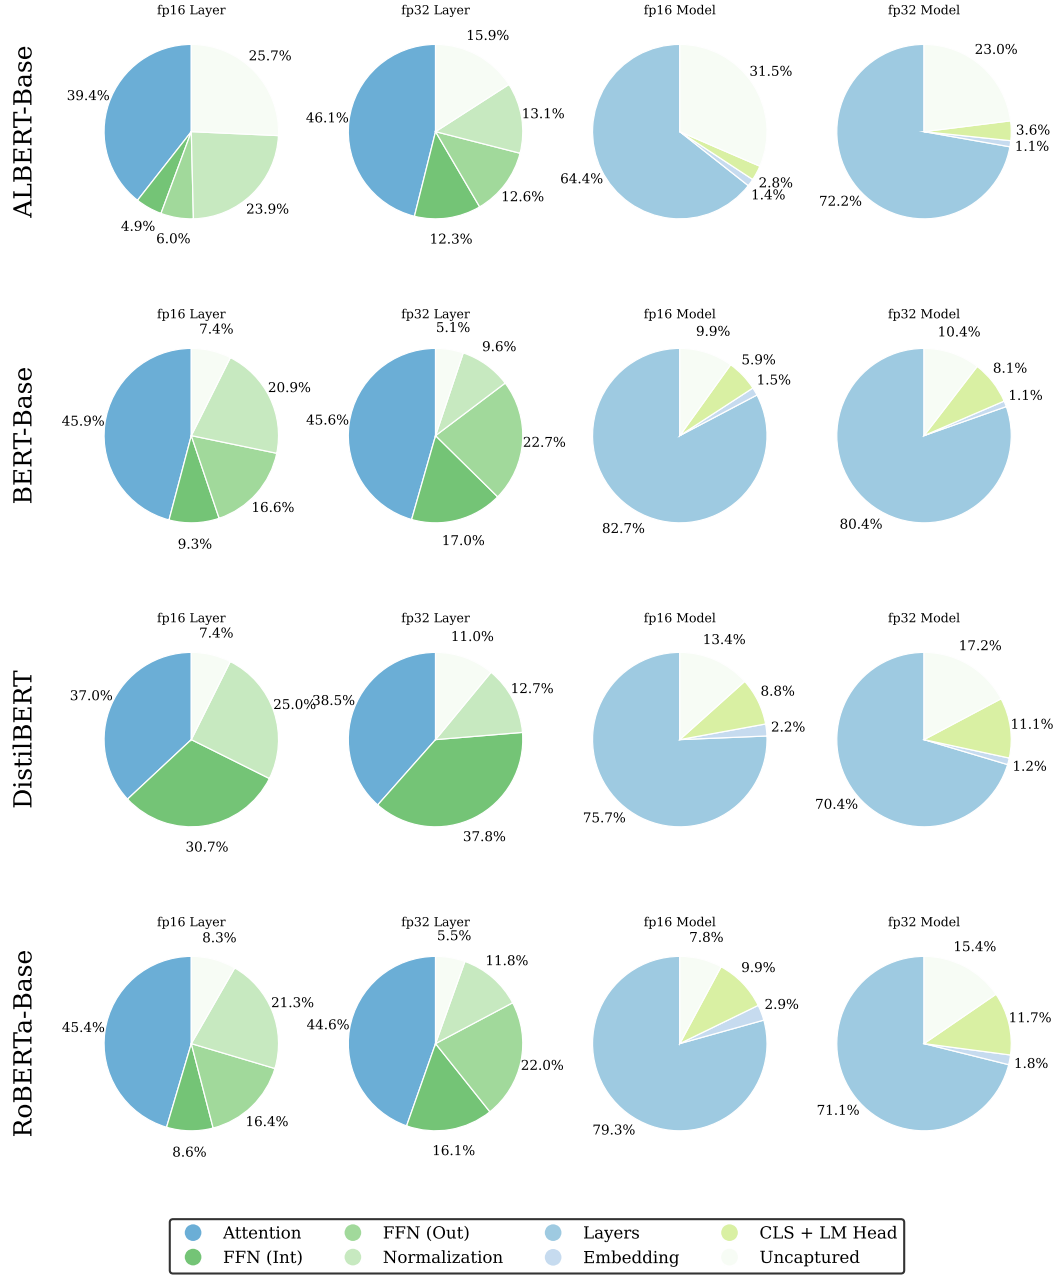 fp16 Layer fp32 Layer fp16 Model fp32 Model
ALBERT-Base
39.4% 25.7% 23.9% 6.0% 4.9%
46.1% 15.9% 13.1% 12.6% 12.3%
64.4% 31.5% 2.8% 1.4%
72.2% 23.0% 3.6% 1.1%
fp16 Layer fp32 Layer fp16 Model fp32 Model
BERT-Base
45.9% 7.4% 20.9% 16.6% 9.3%
45.6% 5.1% 9.6% 22.7% 17.0%
82.7% 9.9% 5.9% 1.5%
80.4% 10.4% 8.1% 1.1%
fp16 Layer fp32 Layer fp16 Model fp32 Model
DistilBERT
37.0% 7.4% 25.0% 30.7%
38.5% 11.0% 12.7% 37.8%
75.7% 13.4% 8.8% 2.2%
70.4% 17.2% 11.1% 1.2%
fp16 Layer fp32 Layer fp16 Model fp32 Model
RoBERTa-Base
45.4% 8.3% 21.3% 16.4% 8.6%
44.6% 5.5% 11.8% 22.0% 16.1%
79.3% 7.8% 9.9% 2.9%
71.1% 15.4% 11.7% 1.8%
Attention FFN (Out) Layers CLS + LM Head
FFN (Int) Normalization Embedding Uncaptured